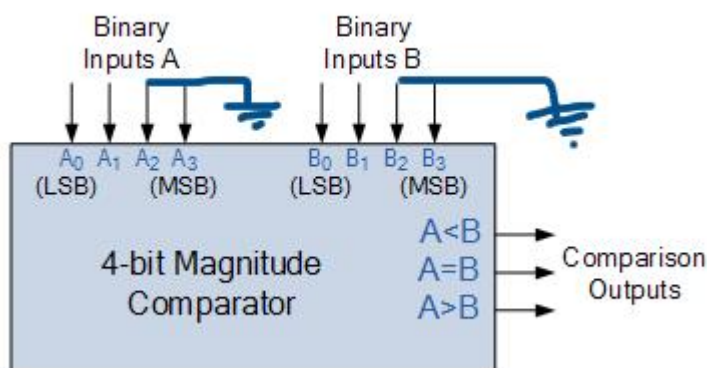 Binary
Inputs A
Binary
Inputs B
A0 A1 A2 A3
B0 B1 B2 B3
(LSB) (MSB)
(LSB) (MSB)
4-bit Magnitude
Comparator
A<B
A=B
A>B
Comparison
Outputs